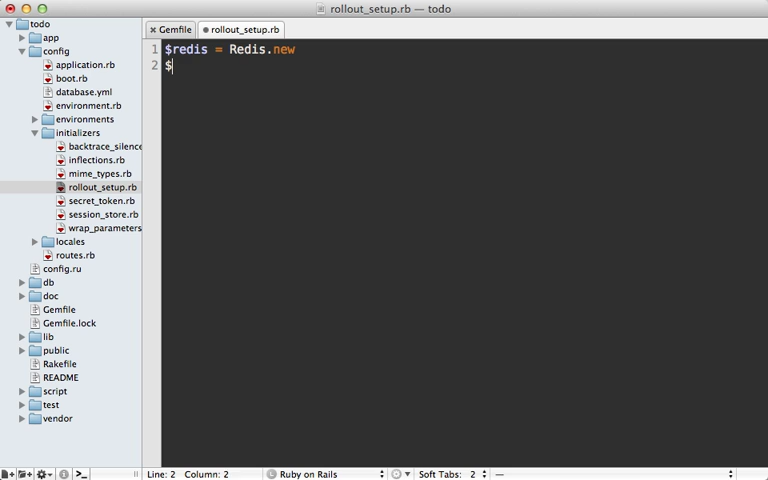 rollout_setup.rb — todo
todo
app
config
application.rb
boot.rb
database.yml
environment.rb
environments
initializers
backtrace_silence
inflections.rb
mime_types.rb
rollout_setup.rb
secret_token.rb
session_store.rb
wrap_parameters
locales
routes.rb
config.ru
db
doc
Gemfile
Gemfile.lock
lib
public
Rakefile
README
script
test
vendor
Gemfile
rollout_setup.rb
1 $redis = Redis.new
2 $
Line: 2 Column: 2
Ruby on Rails
Soft Tabs: 2
—